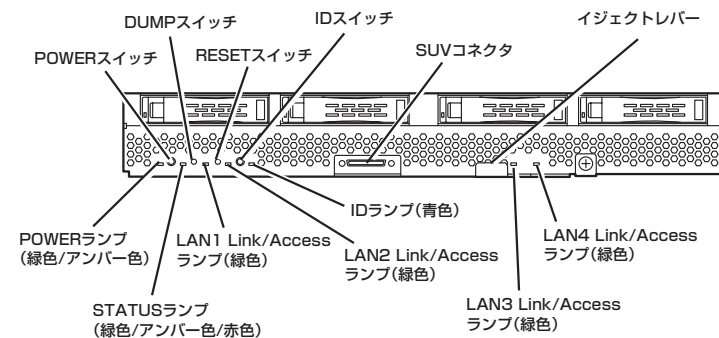 DUMPスイッチ
IDスイッチ
イジェクトレバー
POWERスイッチ
RESETスイッチ
SUVコネクタ
POWERランプ
(緑色/アンバー色)
STATUSランプ
(緑色/アンバー色/赤色)
LAN1 Link/Access
ランプ(緑色)
LAN2 Link/Access
ランプ(緑色)
IDランプ(青色)
LAN3 Link/Access
ランプ(緑色)
LAN4 Link/Access
ランプ(緑色)